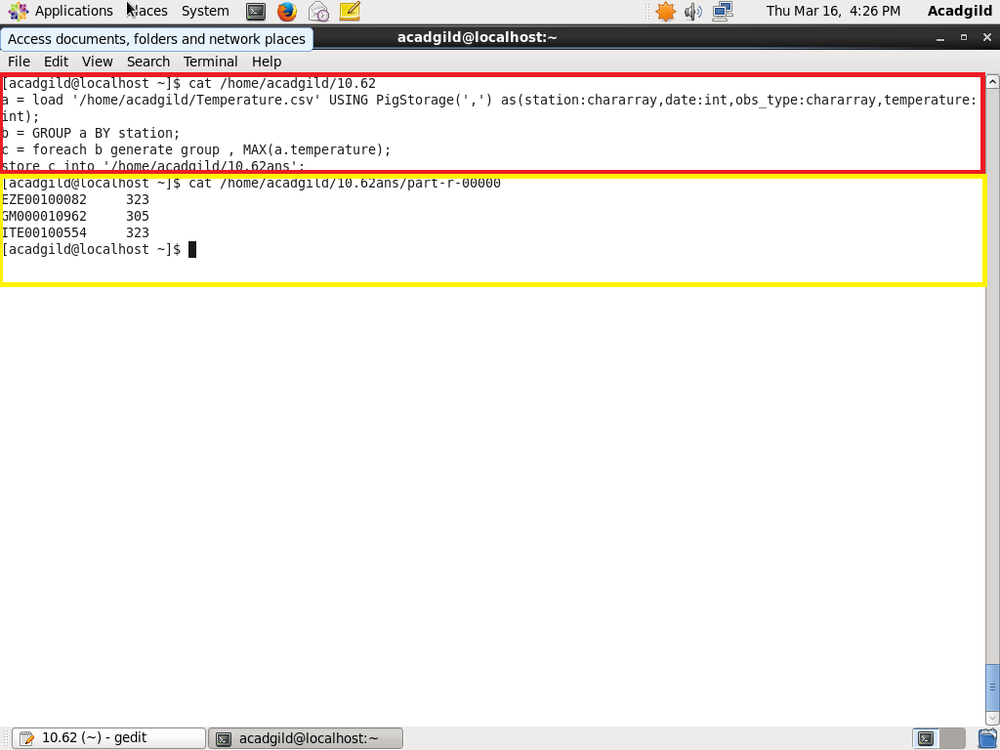 Applications Places System Thu Mar 16, 4:26 PM Acadgild
Access documents, folders and network places
acadgild@localhost:~
File Edit View Search Terminal Help
[acadgild@localhost ~]$ cat /home/acadgild/10.62
a = load '/home/acadgild/Temperature.csv' USING PigStorage(',') as(station:chararray,date:int,obs_type:chararray,temperature:
int);
b = GROUP a BY station;
c = foreach b generate group , MAX(a.temperature);
store c into '/home/acadgild/10.62ans';
[acadgild@localhost ~]$ cat /home/acadgild/10.62ans/part-r-00000
EZE00100082 323
GM000010962 305
ITE00100554 323
[acadgild@localhost ~]$
10.62 (~) - gedit
acadgild@localhost:~